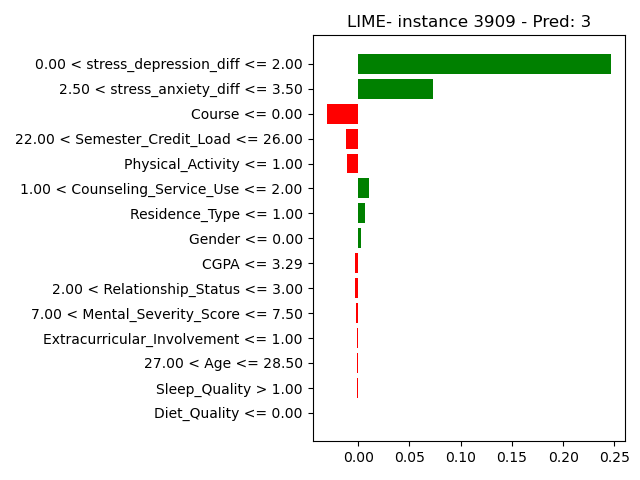 LIME- instance 3909 - Pred: 3
0.00 < stress_depression_diff <= 2.00
2.50 < stress_anxiety_diff <= 3.50
Course <= 0.00
22.00 < Semester_Credit_Load <= 26.00
Physical_Activity <= 1.00
1.00 < Counseling_Service_Use <= 2.00
Residence_Type <= 1.00
Gender <= 0.00
CGPA <= 3.29
2.00 < Relationship_Status <= 3.00
7.00 < Mental_Severity_Score <= 7.50
Extracurricular_Involvement <= 1.00
27.00 < Age <= 28.50
Sleep_Quality > 1.00
Diet_Quality <= 0.00
0.00 0.05 0.10 0.15 0.20 0.25